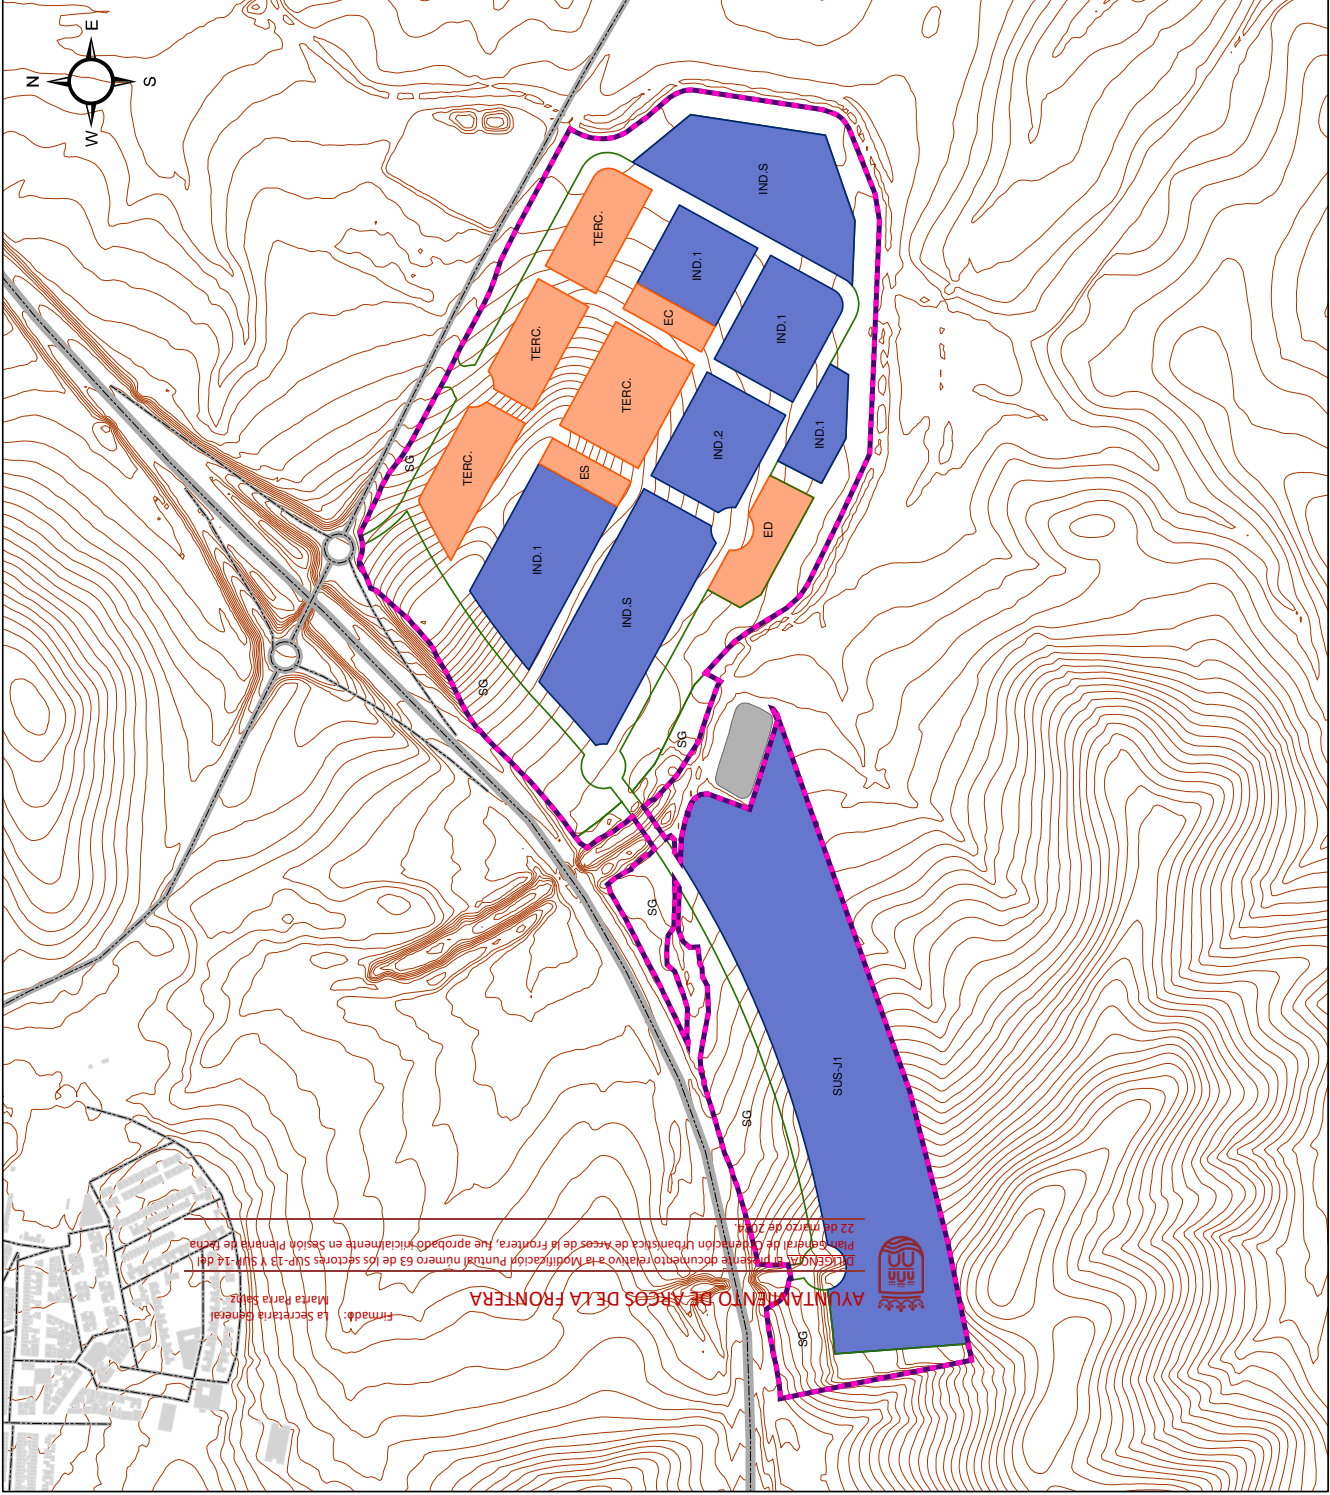 N
E
W
S
IND.S
TERC.
IND.1
TERC.
EC
IND.1
TERC.
TERC.
SG
IND.2
IND.1
ES
IND.1
ED
IND.S
SG
SG
SG
SUS-J1
SG
SG
AYUNTAMIENTO DE ARCOS DE LA FRONTERA
DILIGENCIA: El presente documento relativo a la Modificación Puntual número 63 de los sectores SUP-13 Y SUP-14 del
Plan General de Ordenación Urbanística de Arcos de la Frontera, fue aprobado inicialmente en Sesión Plenaria de fecha
22 de marzo de 2024.
Firmado: La Secretaria General
Marta Parra Sainz